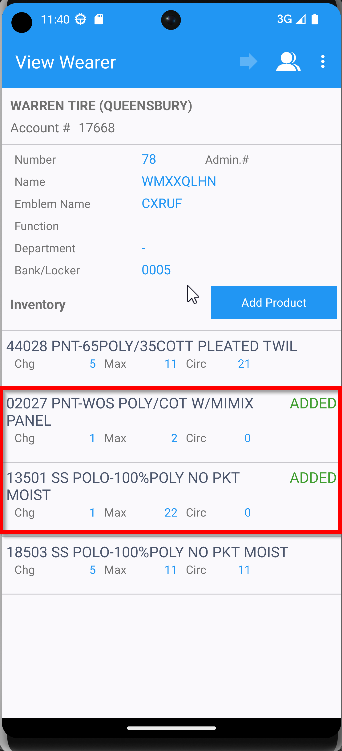 11:40 3G
View Wearer
WARREN TIRE (QUEENSBURY)
Account # 17668
Number 78 Admin.#
Name WMXXQLHN
Emblem Name CXRUF
Function
Department -
Bank/Locker 0005
Inventory Add Product
44028 PNT-65POLY/35COTT PLEATED TWIL
Chg 5 Max 11 Circ 21
02027 PNT-WOS POLY/COT W/MIMIX ADDED
PANEL
Chg 1 Max 2 Circ 0
13501 SS POLO-100%POLY NO PKT ADDED
MOIST
Chg 1 Max 22 Circ 0
18503 SS POLO-100%POLY NO PKT MOIST
Chg 5 Max 11 Circ 11